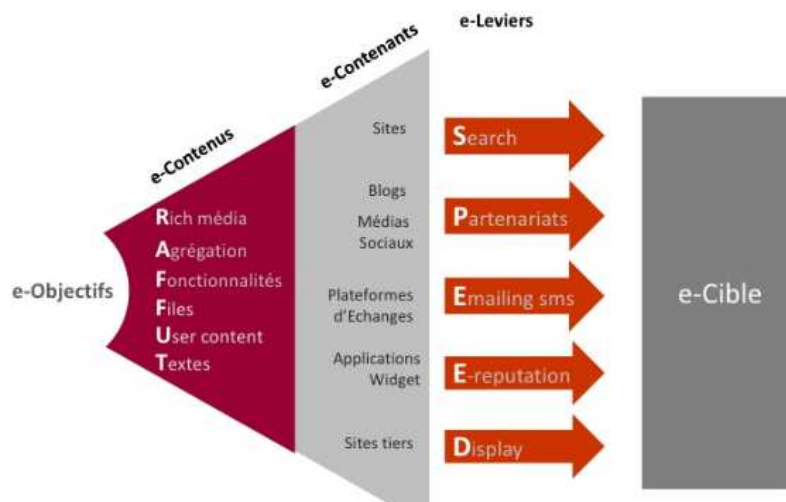 e-Objectifs
e-Contenus
Rich média
Agrégation
Fonctionnalités
Files
User content
Textes
e-Contenants
Sites
Blogs
Médias
Sociaux
Plateformes
d'Echanges
Applications
Widget
Sites tiers
e-Leviers
Search
Partenariats
Emailing sms
E-reputation
Display
e-Cible